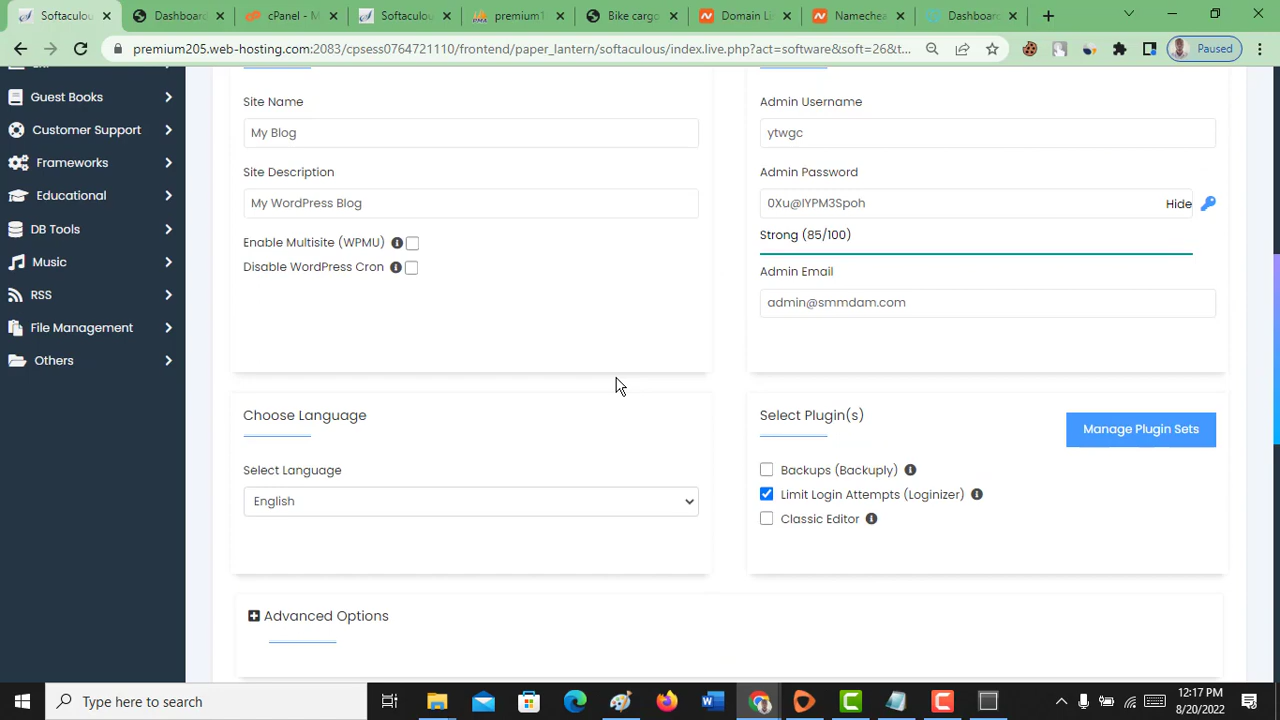 Softaculou
Dashboard
cPanel - M
Softaculou
premium1
Bike cargo
Domain Li
Namechea
Dashboard
premium205.web-hosting.com:2083/cpsess0764721110/frontend/paper_lantern/softaculous/index.live.php?act=software&soft=26&t...
Paused
Guest Books
Customer Support
Frameworks
Educational
DB Tools
Music
RSS
File Management
Others
Site Name
My Blog
Site Description
My WordPress Blog
Enable Multisite (WPMU)
Disable WordPress Cron
Admin Username
ytwgc
Admin Password
0Xu@IYPM3Spoh
Hide
Strong (85/100)
Admin Email
admin@smmdam.com
Choose Language
Select Language
English
Select Plugin(s)
Manage Plugin Sets
Backups (Backuply)
Limit Login Attempts (Loginizer)
Classic Editor
Advanced Options
Type here to search
12:17 PM
8/20/2022